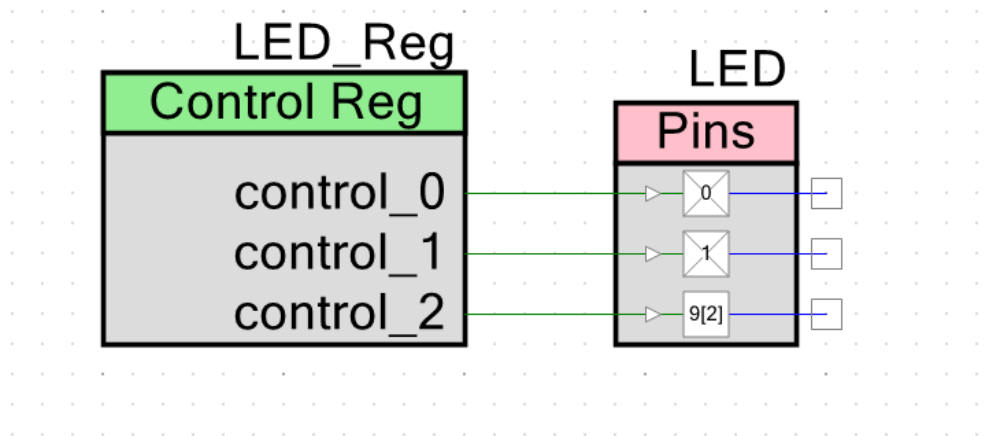 LED_Reg
Control Reg
control_0
control_1
control_2
LED
Pins
0
1
9[2]